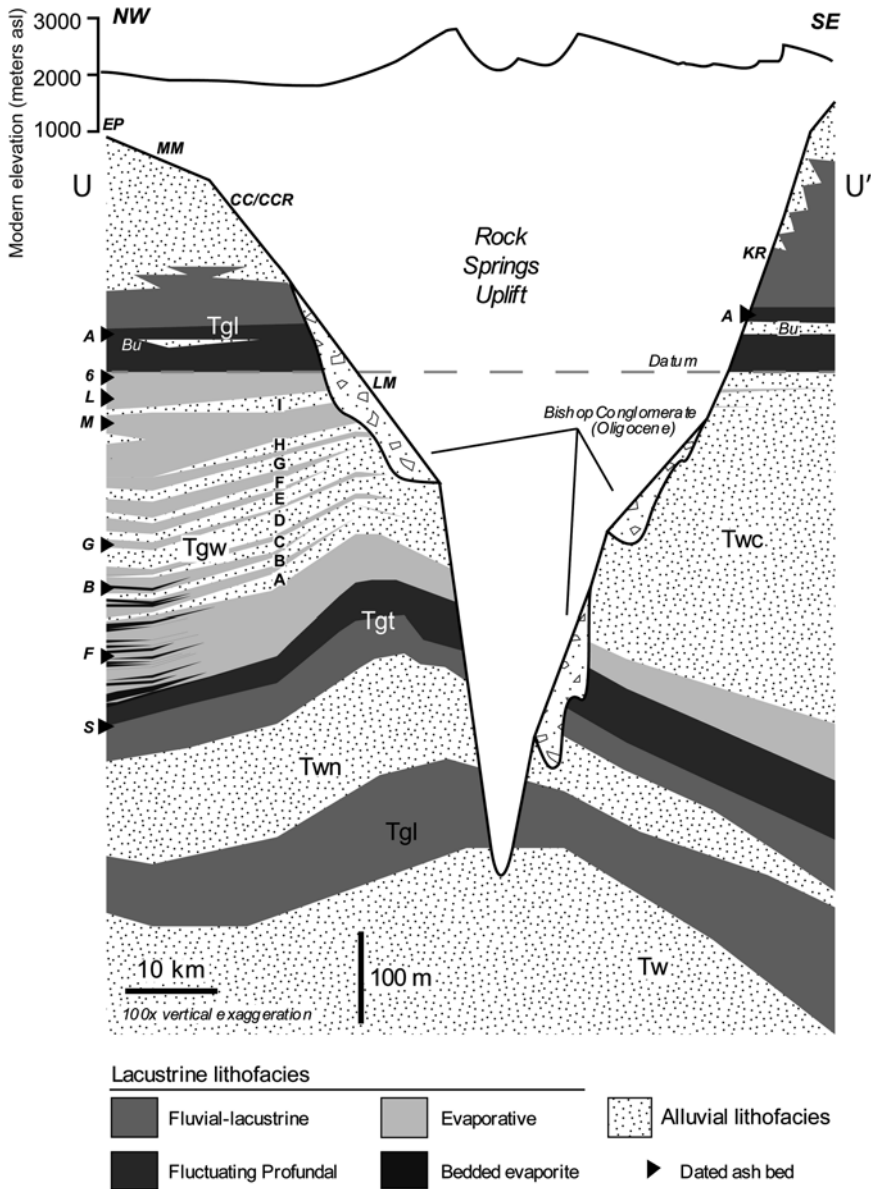 NW
SE
3000
2000
1000
Modern elevation (meters asl)
EP
MM
U
CC/CCR
U'
Rock
Springs
Uplift
KR
Tgl
A
Bu
A
Bu
Datum
6
L
I
LM
M
Bishop Conglomerate
(Oligocene)
H
G
F
E
D
C
B
A
G
Tgw
Twc
B
Tgt
F
S
Twn
Tgl
10 km
100x vertical exaggeration
100 m
Tw
Lacustrine lithofacies
Fluvial-lacustrine
Evaporative
Alluvial lithofacies
Fluctuating Profundal
Bedded evaporite
Dated ash bed